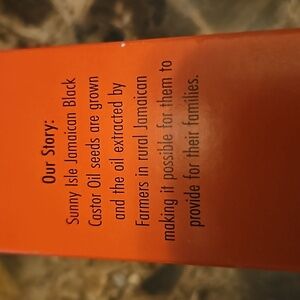 Our Story:
Sunny Isle Jamaican Black
Castor Oil seeds are grown
and the oil extracted by
Farmers in rural Jamaican
making it possible for them to
provide for their families.